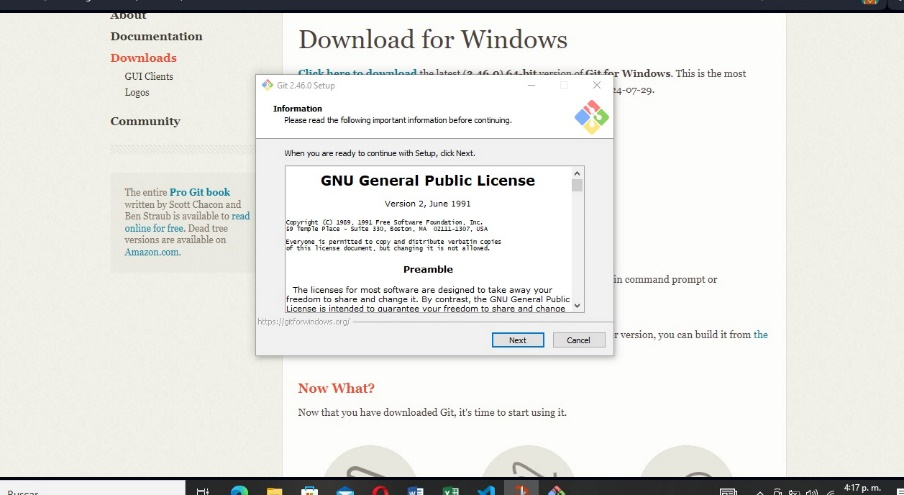 About
Documentation
Downloads
GUI Clients
Logos
Community
The entire Pro Git book
written by Scott Chacon and
Ben Straub is available to read
online for free. Dead tree
versions are available on
Amazon.com.
Download for Windows
Click here to download the latest (2.46.0) 64-bit version of Git for Windows. This is the most
24-07-29.
in command prompt or
r version, you can build it from the
Now What?
Now that you have downloaded Git, it's time to start using it.
Git 2.46.0 Setup
Information
Please read the following important information before continuing.
When you are ready to continue with Setup, click Next.
GNU General Public License
Version 2, June 1991
Copyright (C) 1989, 1991 Free Software Foundation, Inc.
59 Temple Place - Suite 330, Boston, MA 02111-1307, USA
Everyone is permitted to copy and distribute verbatim copies
of this license document, but changing it is not allowed.
Preamble
The licenses for most software are designed to take away your
freedom to share and change it. By contrast, the GNU General Public
License is intended to guarantee your freedom to share and change
https://gitforwindows.org/
Next
Cancel
Buscar
4:17 p. m.